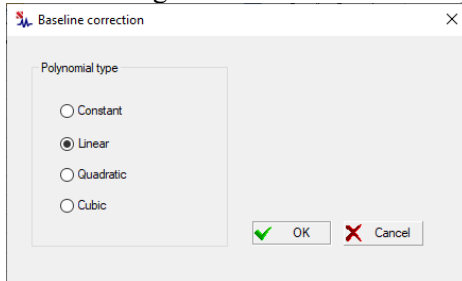 Baseline correction
Polynomial type
Constant
Linear
Quadratic
Cubic
OK
Cancel